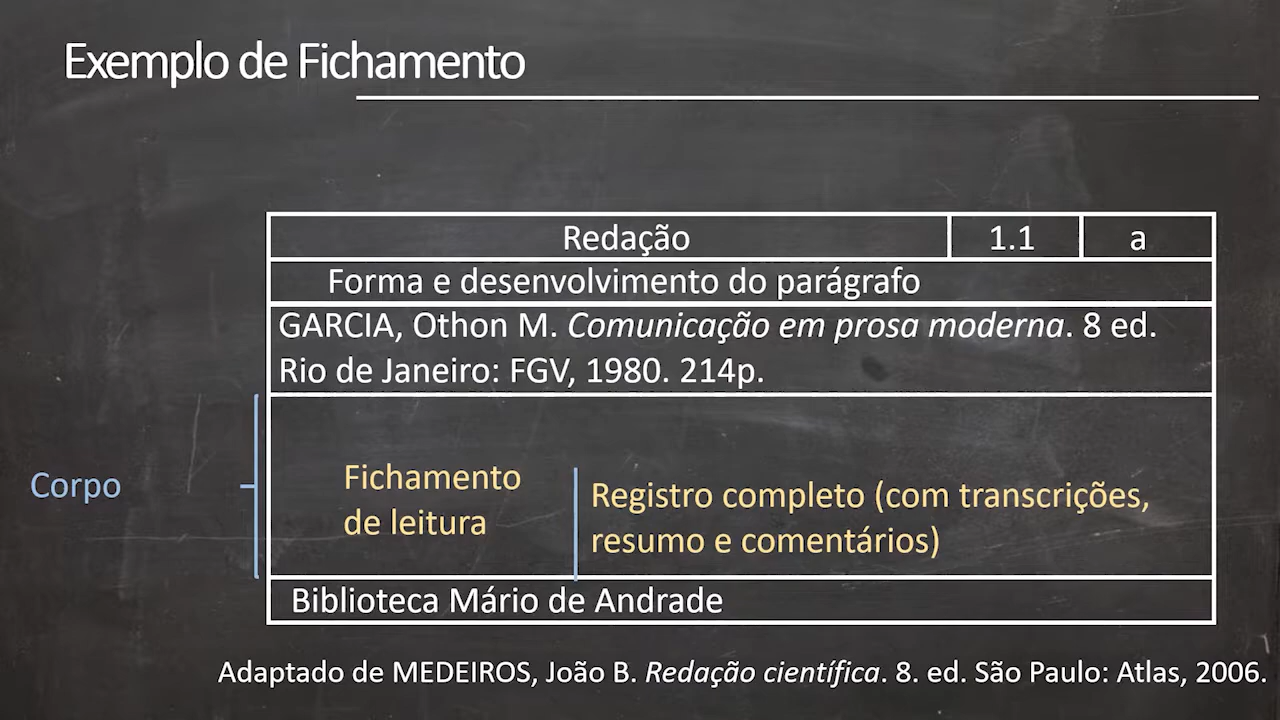 Exemplo de Fichamento
Redação 1.1 a
Forma e desenvolvimento do parágrafo
GARCIA, Othon M. Comunicação em prosa moderna. 8 ed.
Rio de Janeiro: FGV, 1980. 214p.
Corpo
Fichamento
de leitura
Registro completo (com transcrições,
resumo e comentários)
Biblioteca Mário de Andrade
Adaptado de MEDEIROS, João B. Redação científica. 8. ed. São Paulo: Atlas, 2006.